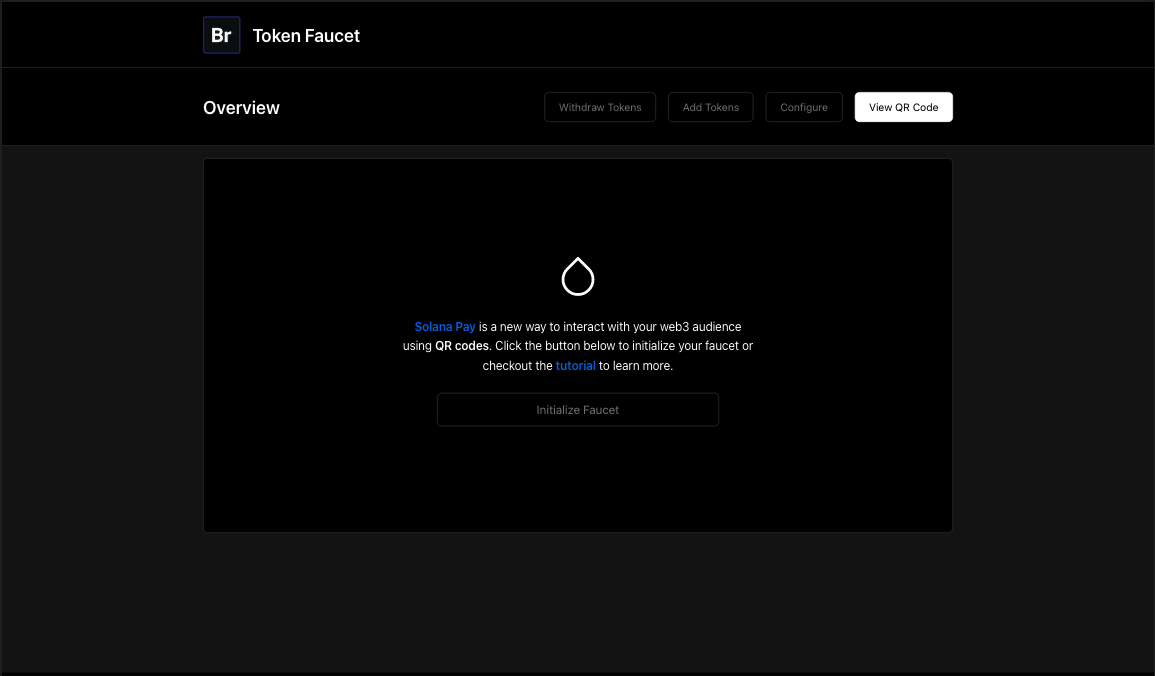 Br Token Faucet
Overview
Withdraw Tokens
Add Tokens
Configure
View QR Code
Solana Pay is a new way to interact with your web3 audience
using QR codes. Click the button below to initialize your faucet or
checkout the tutorial to learn more.
Initialize Faucet